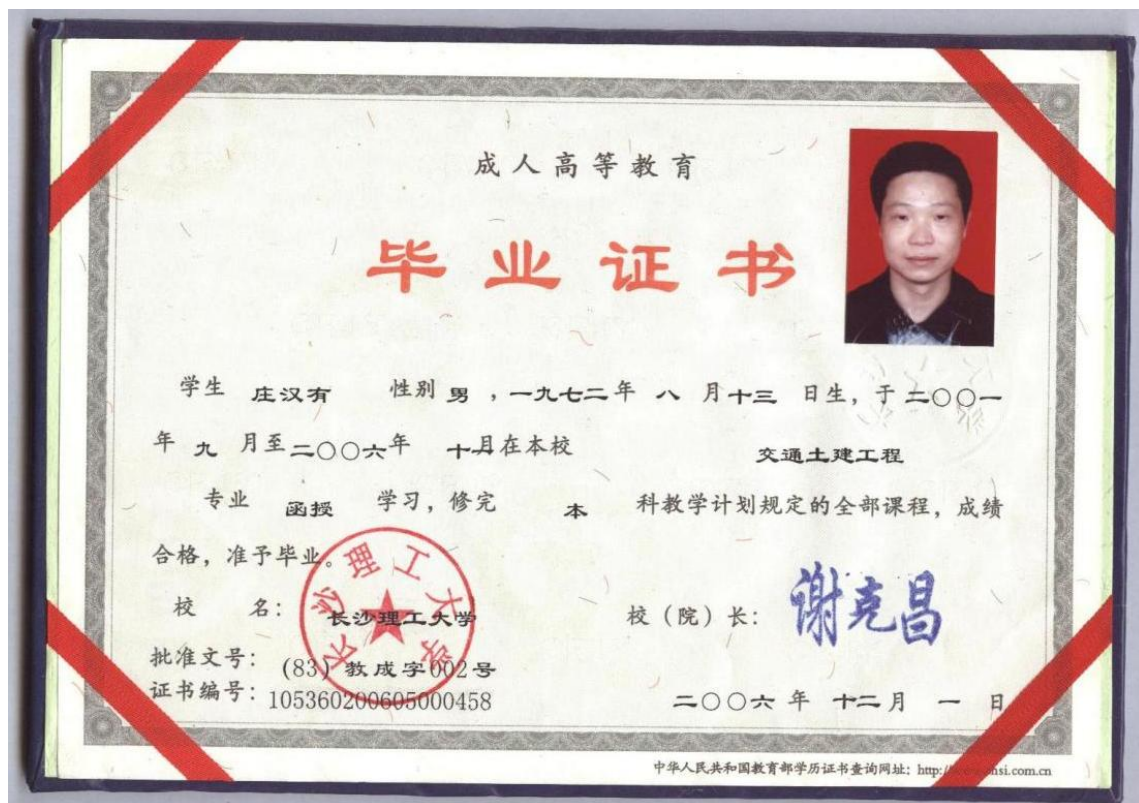 成人高等教育
毕业证书
学生 庄汉有 性别 男 ，一九七二 年 八 月 十三 日生，于 二〇〇一
年 九 月至 二〇〇六 年 十 月在本校 交通土建工程
专业 函授 学习，修完 本 科教学计划规定的全部课程，成绩
合格，准予毕业。
长沙理工大学
校 名：长沙理工大学 校（院）长：谢克昌
批准文号：(83) 教成字002号
证书编号：105360200605000458 二〇〇六 年 十二 月 一 日
中华人民共和国教育部学历证书查询网址：